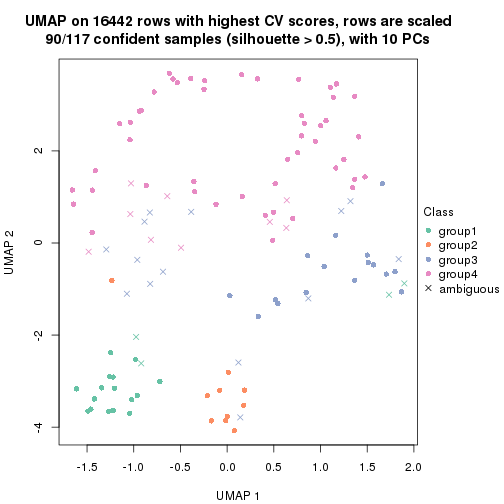 UMAP on 16442 rows with highest CV scores, rows are scaled
90/117 confident samples (silhouette > 0.5), with 10 PCs
UMAP 2
2
0
-2
-4
-1.5 -1.0 -0.5 0.0 0.5 1.0 1.5 2.0
UMAP 1
Class
group1
group2
group3
group4
ambiguous